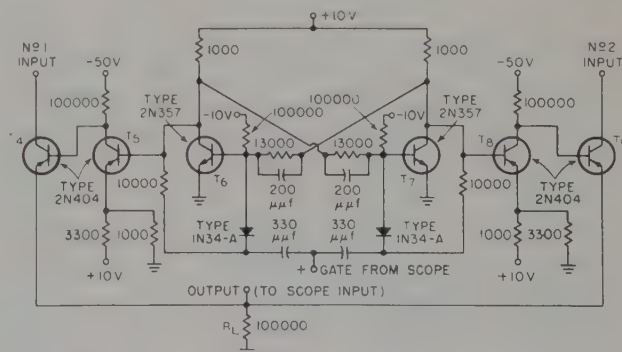 +10V
Nº1
INPUT
-50V
1000
1000
-50V
Nº2
INPUT
100000
TYPE
2N357
-10V
100000
100000
-10V
TYPE
2N357
100000
T5
13000
13000
T8
TYPE
2N404
10000
T6
200
μμf
200
μμf
T7
10000
TYPE
2N404
3300
1000
TYPE
1N34-A
330
μμf
330
μμf
TYPE
1N34-A
1000
3300
+10V
+ GATE FROM SCOPE
+10V
OUTPUT (TO SCOPE INPUT)
RL 100000